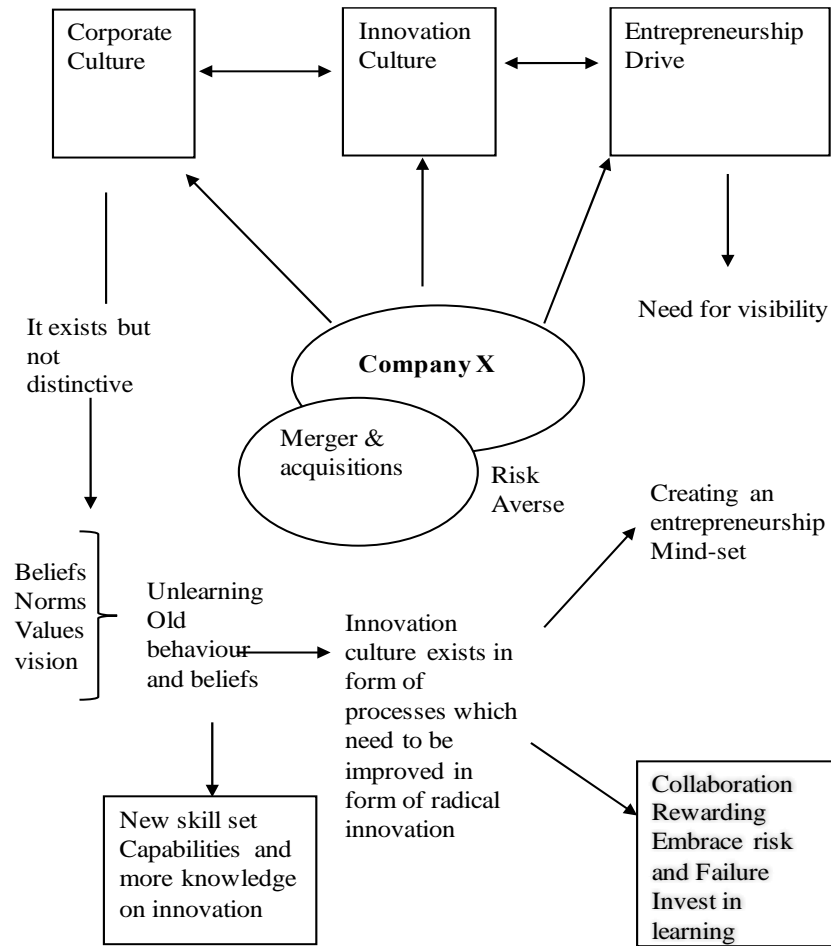 Corporate
Culture
Innovation
Culture
Entrepreneurship
Drive
It exists but
not
distinctive
Company X
Need for visibility
Merger &
acquisitions
Risk
Averse
Creating an
entrepreneurship
Mind-set
Beliefs
Norms
Values
vision
Unlearning
Old
behaviour
and beliefs
Innovation
culture exists in
form of
processes which
need to be
improved in
form of radical
innovation
New skill set
Capabilities and
more knowledge
on innovation
Collaboration
Rewarding
Embrace risk
and Failure
Invest in
learning